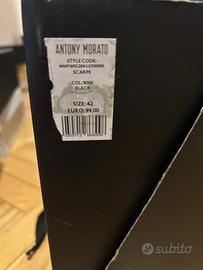 ANTONY MORATO
STYLE CODE:
SCARPE
COL: 9000
BLACK
SIZE: 42
EURO: 99,00
subito